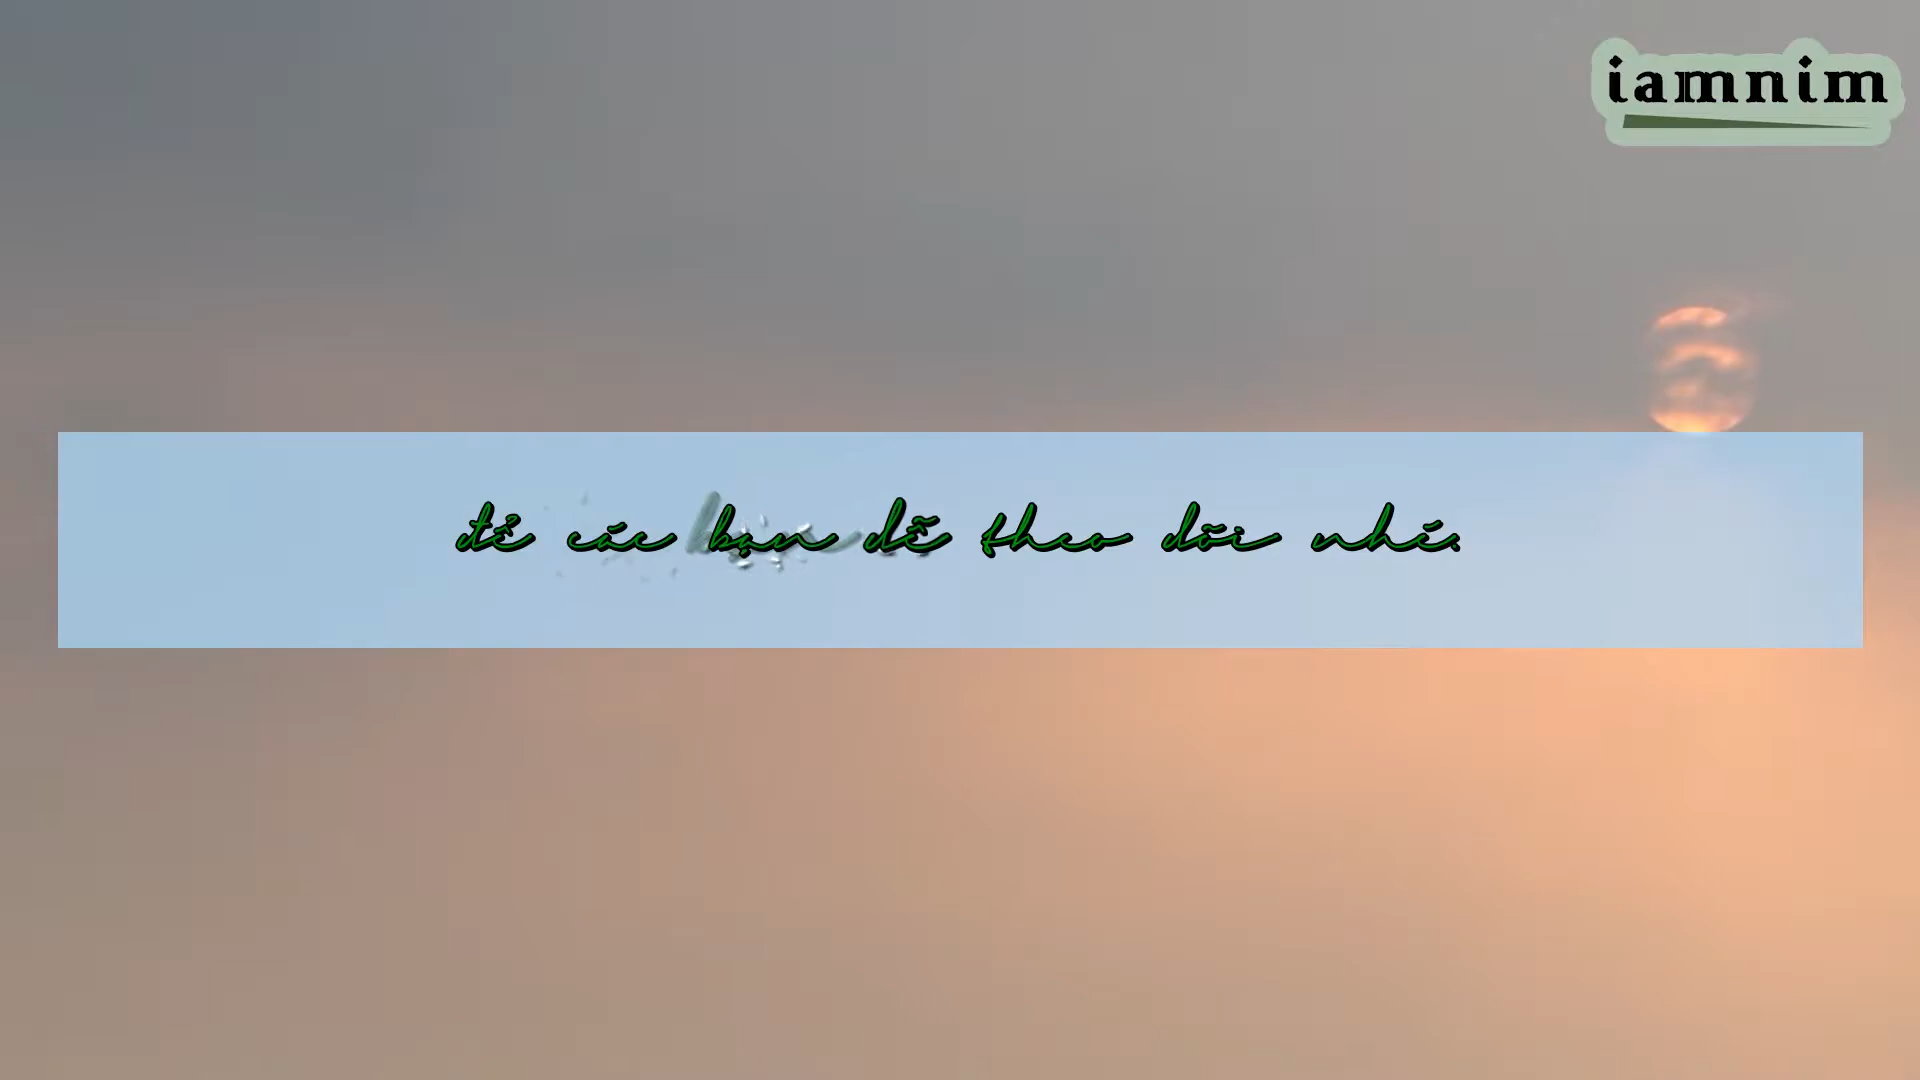 iamnim
để các bạn dễ theo dõi nhé.